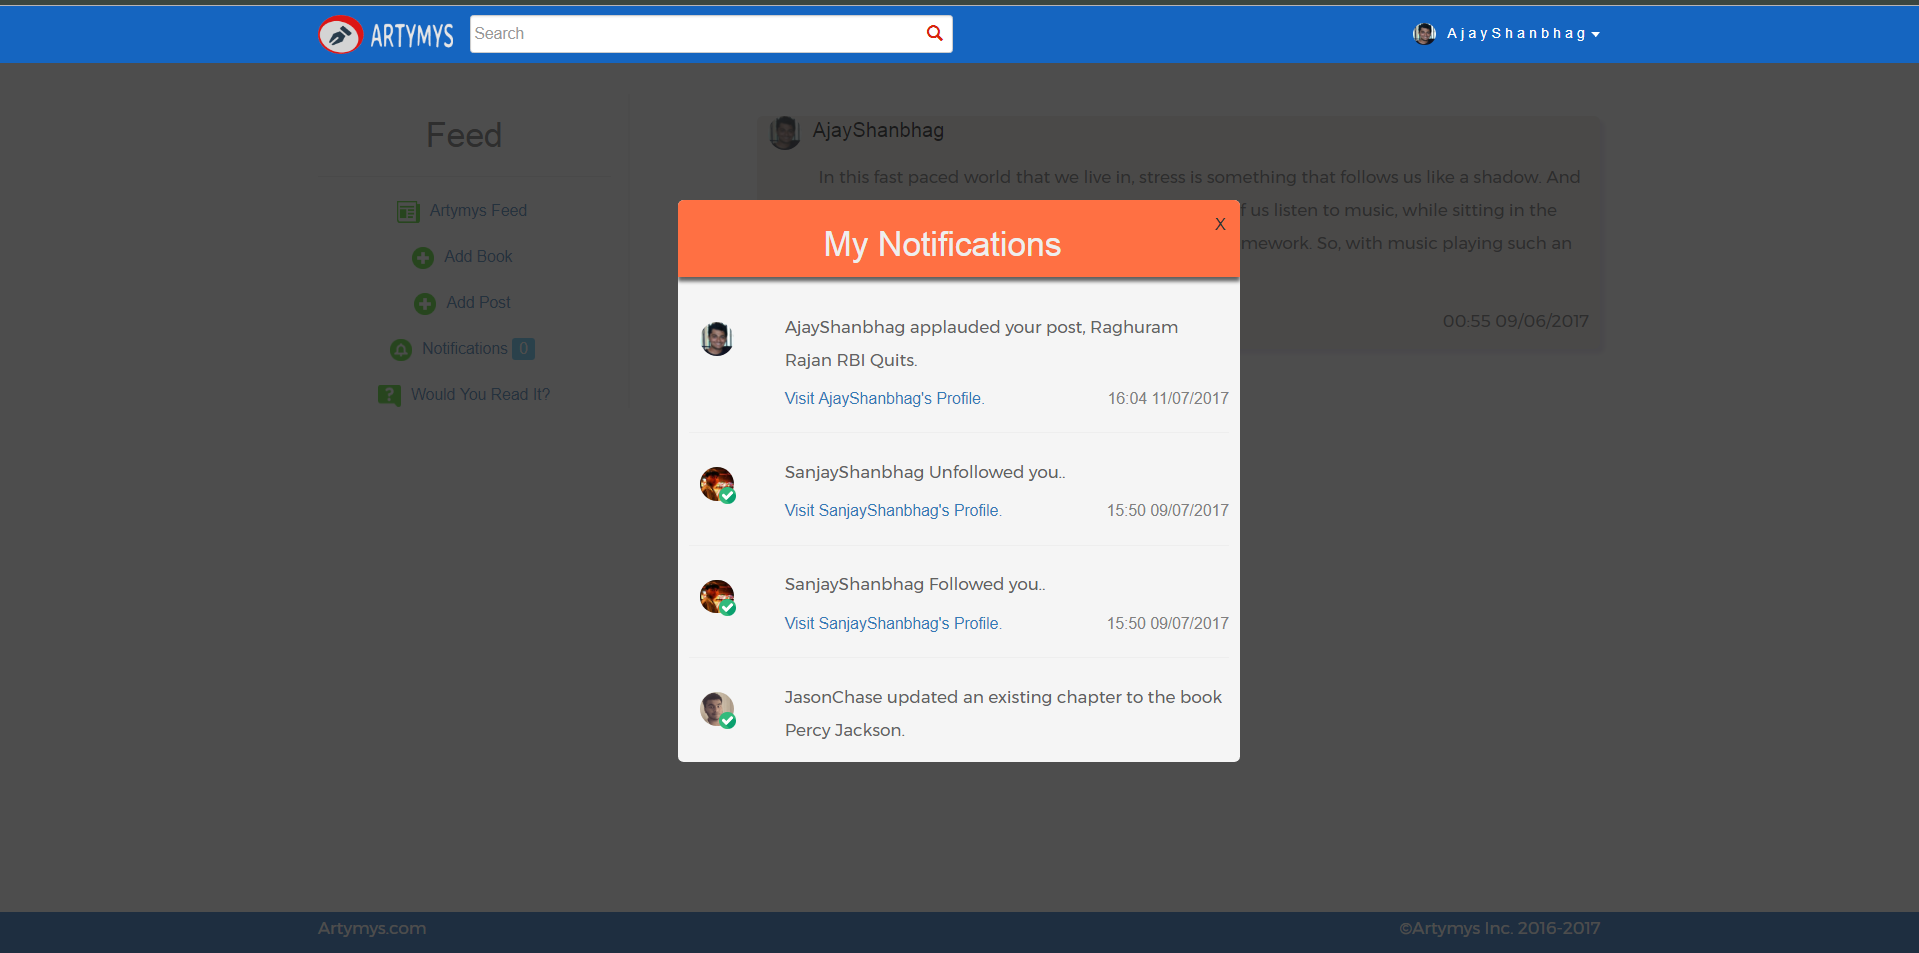 ARTYMYS
Search
AjayShanbhag
Feed
Artymys Feed
Add Book
Add Post
Notifications 0
Would You Read It?
AjayShanbhag
In this fast paced world that we live in, stress is something that follows us like a shadow. And
f us listen to music, while sitting in the
mework. So, with music playing such an
00:55 09/06/2017
My Notifications
X
AjayShanbhag applauded your post, Raghuram
Rajan RBI Quits.
Visit AjayShanbhag's Profile. 16:04 11/07/2017
SanjayShanbhag Unfollowed you..
Visit SanjayShanbhag's Profile. 15:50 09/07/2017
SanjayShanbhag Followed you..
Visit SanjayShanbhag's Profile. 15:50 09/07/2017
JasonChase updated an existing chapter to the book
Percy Jackson.
Artymys.com
©Artymys Inc. 2016-2017